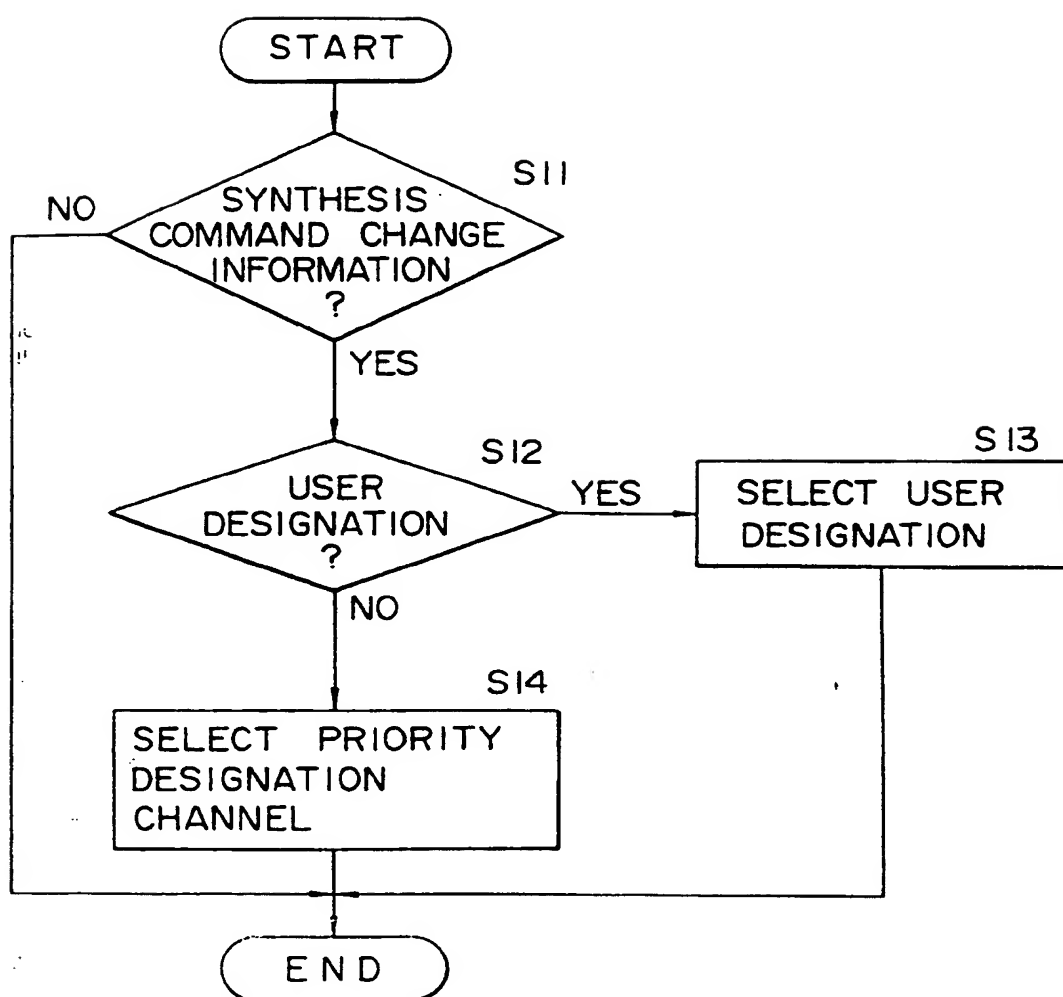 START
S11
NO
SYNTHESIS
COMMAND CHANGE
INFORMATION
?
YES
S12
USER
DESIGNATION
?
YES
S13
SELECT USER
DESIGNATION
NO
S14
SELECT PRIORITY
DESIGNATION
CHANNEL
END